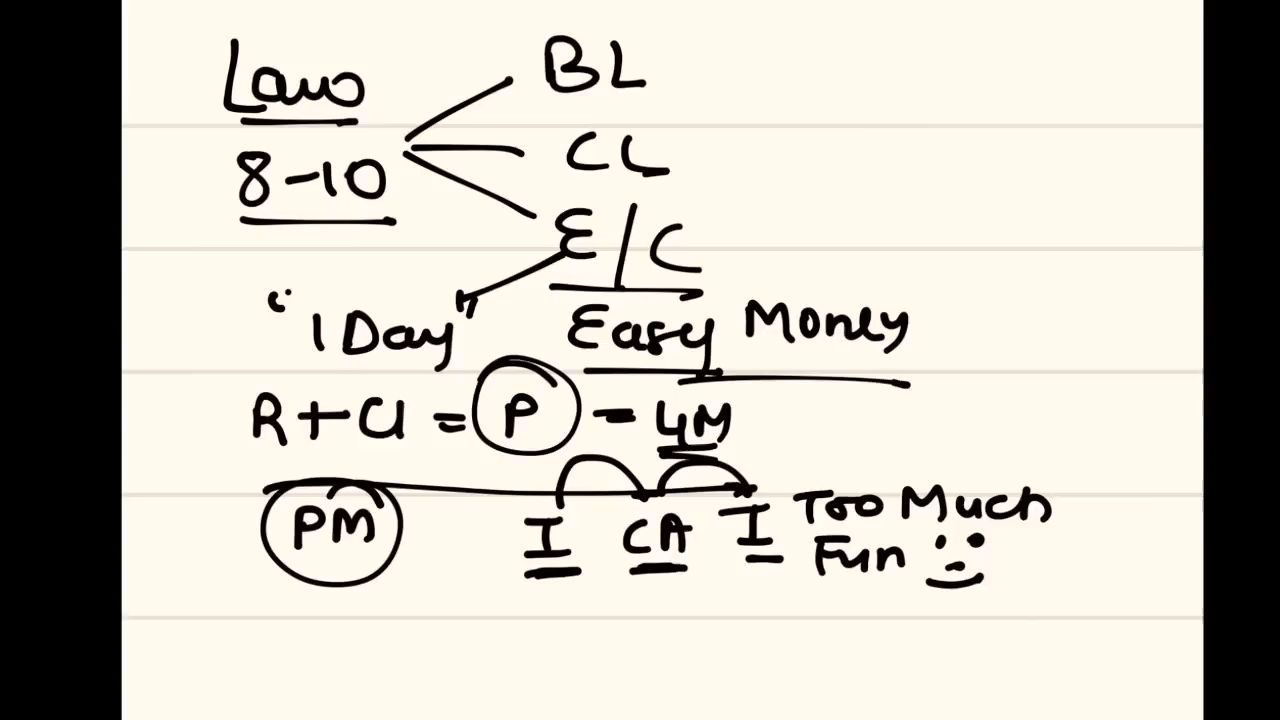 Law BL
8-10 CL
E/C
"1 Day" Easy Money
R+Cl = P - 4M
PM I CA I Too Much
Fun